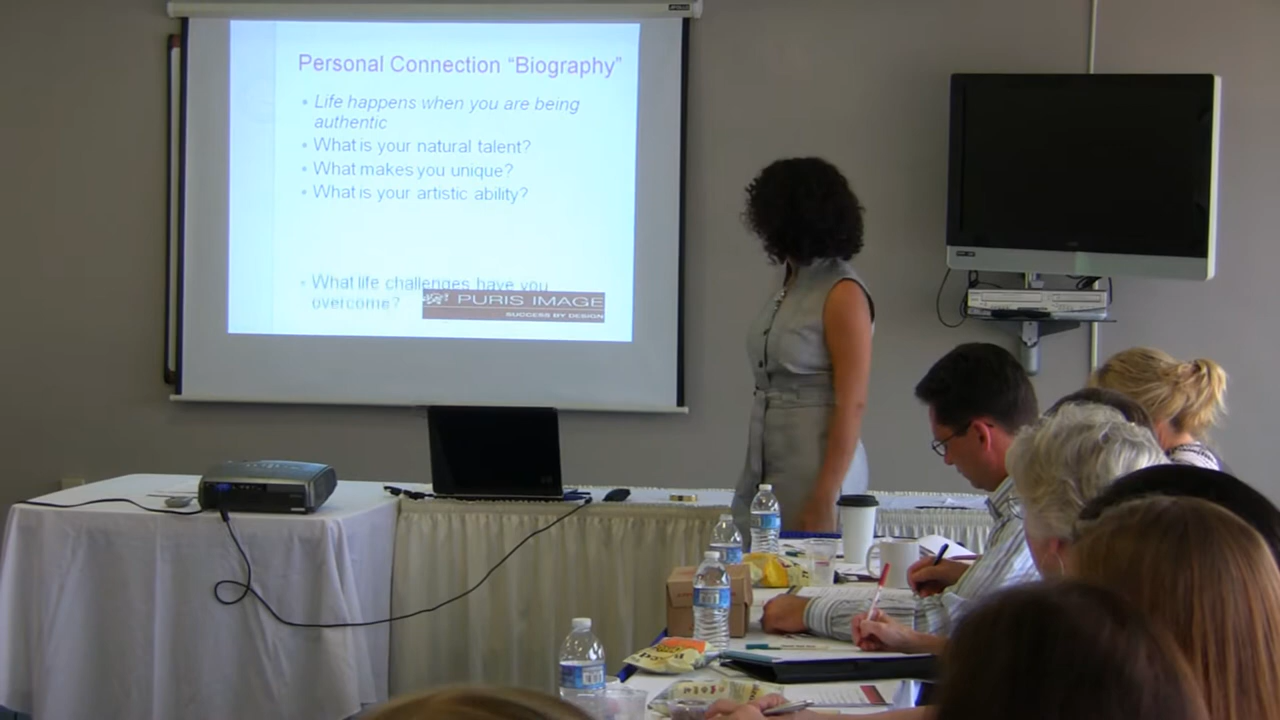 Personal Connection “Biography”
• Life happens when you are being
authentic
• What is your natural talent?
• What makes you unique?
• What is your artistic ability?
• What life challenges have you
overcome?
PURIS IMAGE
SUCCESS BY DESIGN